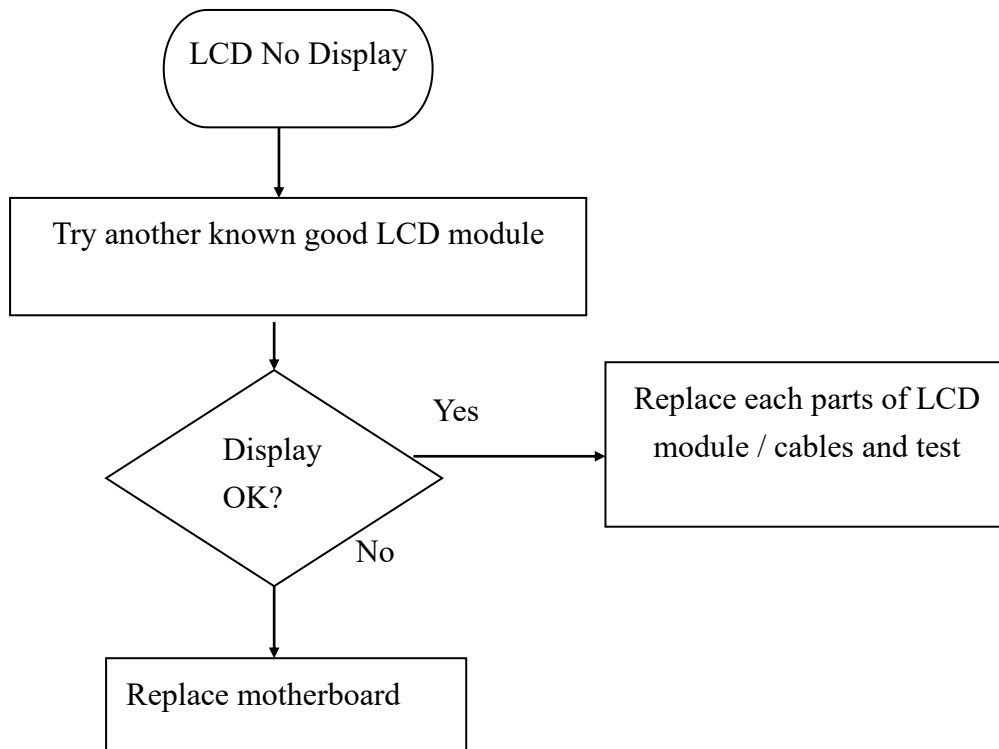 LCD No Display
Try another known good LCD module
Yes
Replace each parts of LCD
module / cables and test
Display
OK?
No
Replace motherboard